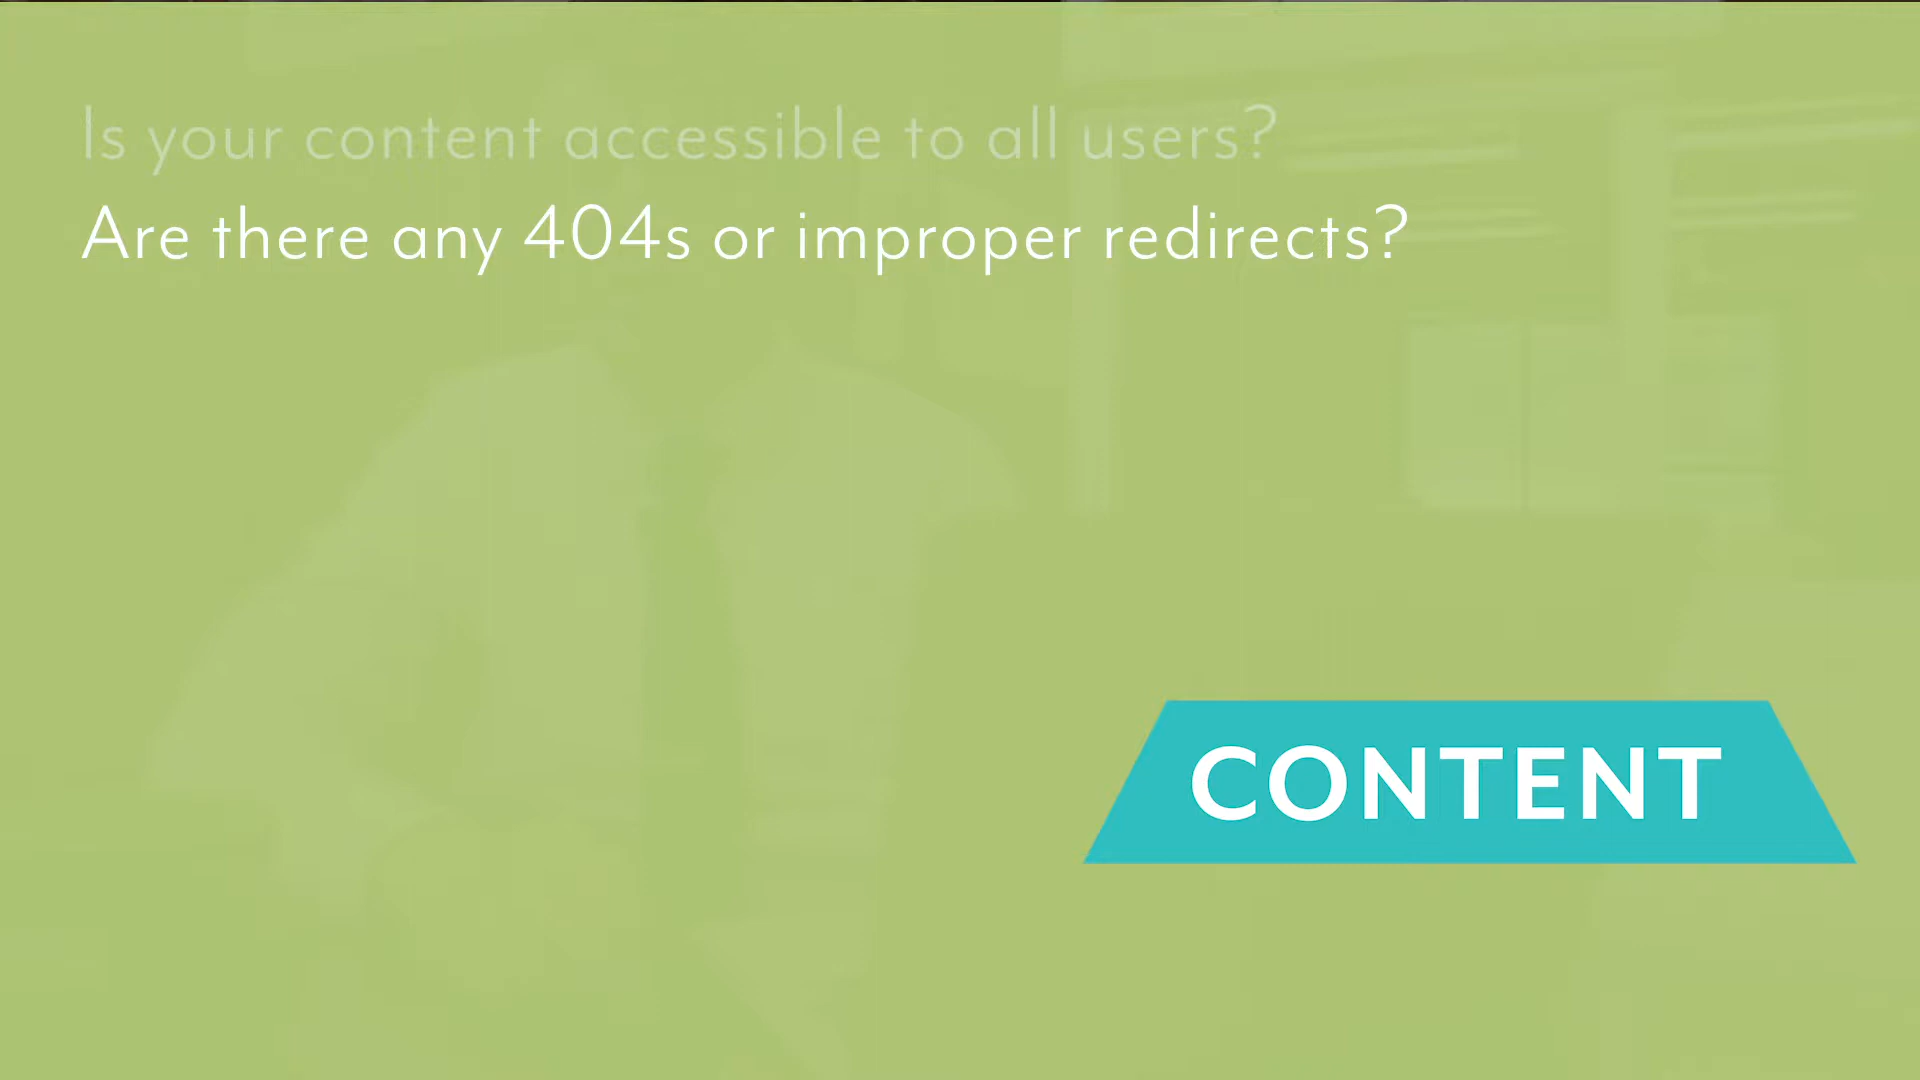 Is your content accessible to all users?
Are there any 404s or improper redirects?
CONTENT